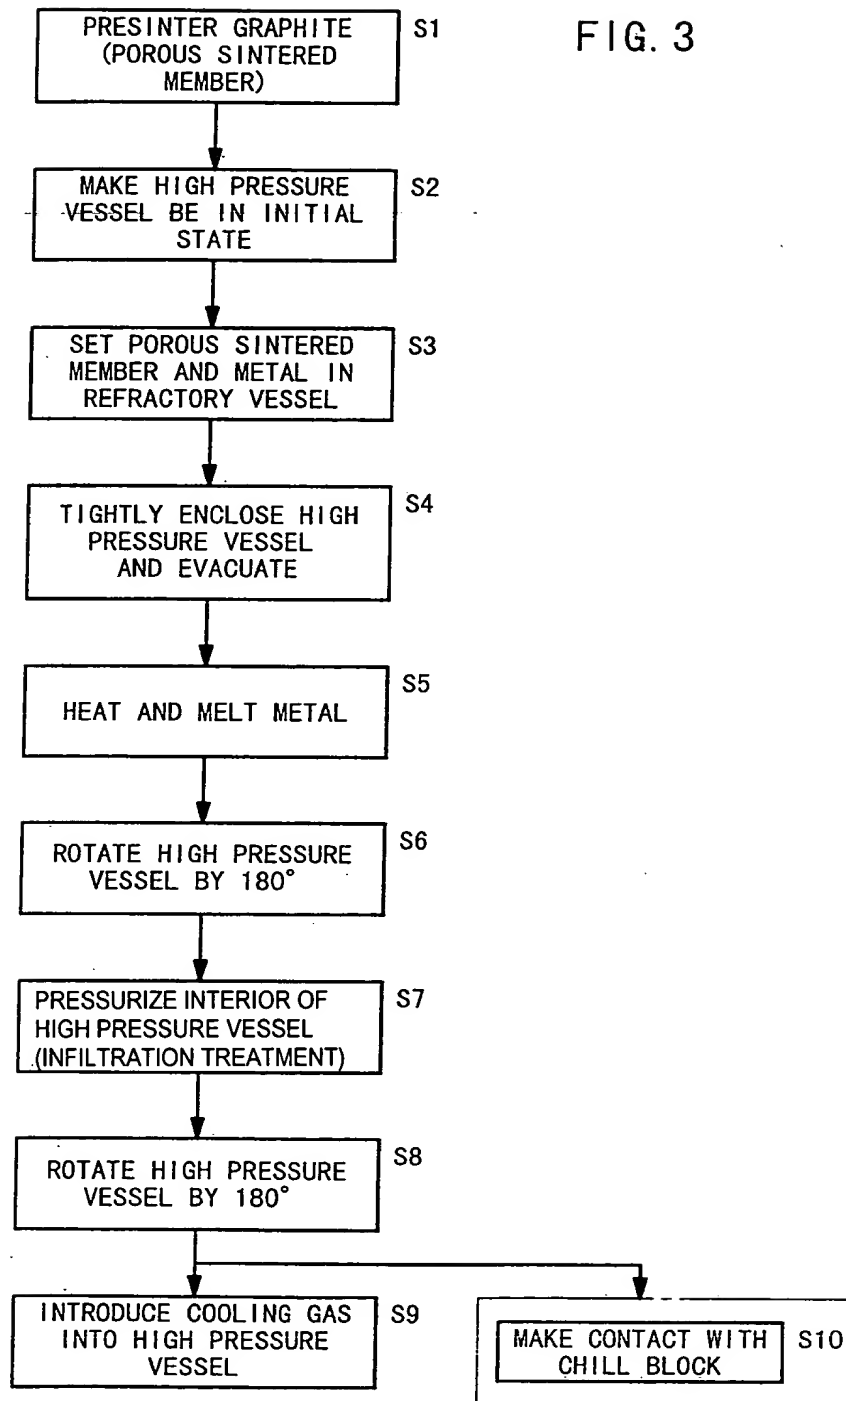 FIG. 3
PRESINTER GRAPHITE
(POROUS SINTERED
MEMBER)
S1
MAKE HIGH PRESSURE
VESSEL BE IN INITIAL
STATE
S2
SET POROUS SINTERED
MEMBER AND METAL IN
REFRACTORY VESSEL
S3
TIGHTLY ENCLOSE HIGH
PRESSURE VESSEL
AND EVACUATE
S4
HEAT AND MELT METAL
S5
ROTATE HIGH PRESSURE
VESSEL BY 180°
S6
PRESSURIZE INTERIOR OF
HIGH PRESSURE VESSEL
(INFILTRATION TREATMENT)
S7
ROTATE HIGH PRESSURE
VESSEL BY 180°
S8
INTRODUCE COOLING GAS
INTO HIGH PRESSURE
VESSEL
S9
MAKE CONTACT WITH
CHILL BLOCK
S10